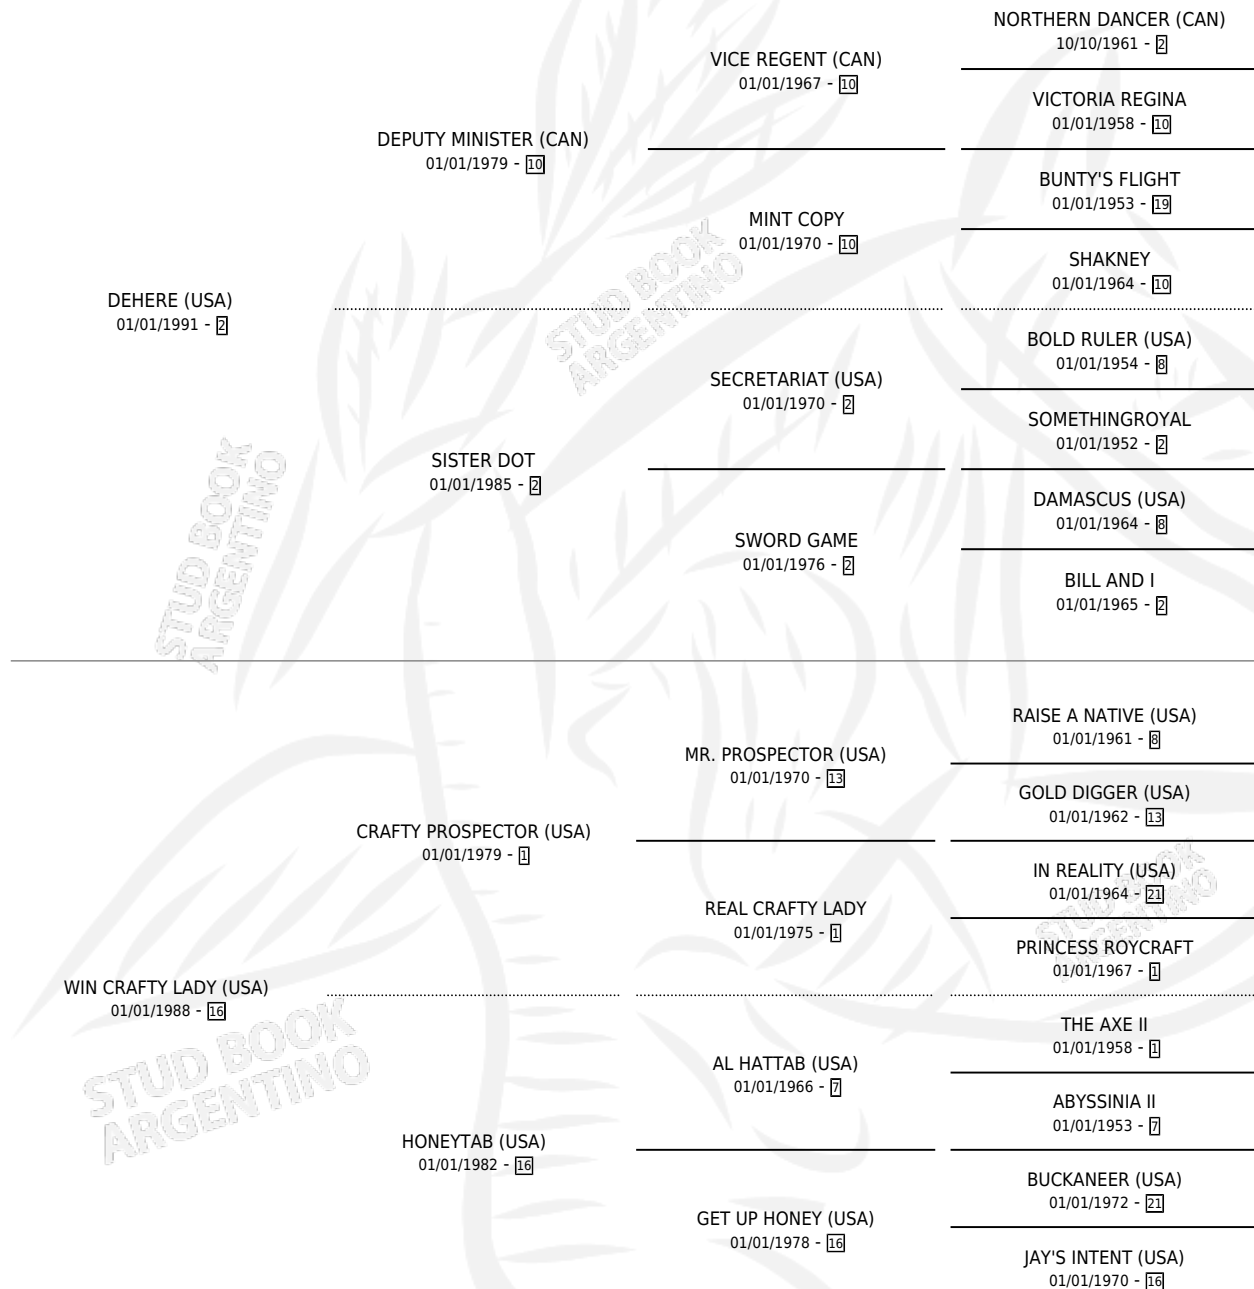 NORTHERN DANCER (CAN)
10/10/1961 - 2
VICE REGENT (CAN)
01/01/1967 - 10
VICTORIA REGINA
01/01/1958 - 10
DEPUTY MINISTER (CAN)
01/01/1979 - 10
BUNTY'S FLIGHT
01/01/1953 - 19
MINT COPY
01/01/1970 - 10
SHAKNEY
01/01/1964 - 10
DEHERE (USA)
01/01/1991 - 2
BOLD RULER (USA)
01/01/1954 - 8
SECRETARIAT (USA)
01/01/1970 - 2
SOMETHINGROYAL
01/01/1952 - 2
SISTER DOT
01/01/1985 - 2
DAMASCUS (USA)
01/01/1964 - 8
SWORD GAME
01/01/1976 - 2
BILL AND I
01/01/1965 - 2
RAISE A NATIVE (USA)
01/01/1961 - 8
MR. PROSPECTOR (USA)
01/01/1970 - 13
GOLD DIGGER (USA)
01/01/1962 - 13
CRAFTY PROSPECTOR (USA)
01/01/1979 - 1
IN REALITY (USA)
01/01/1964 - 21
REAL CRAFTY LADY
01/01/1975 - 1
PRINCESS ROYCRAFT
01/01/1967 - 1
WIN CRAFTY LADY (USA)
01/01/1988 - 16
THE AXE II
01/01/1958 - 1
AL HATTAB (USA)
01/01/1966 - 7
ABYSSINIA II
01/01/1953 - 7
HONEYTAB (USA)
01/01/1982 - 16
BUCKANEER (USA)
01/01/1972 - 21
GET UP HONEY (USA)
01/01/1978 - 16
JAY'S INTENT (USA)
01/01/1970 - 16
STUD BOOK
ARGENTINO
STUD BOOK
ARGENTINO
STUD BOOK
ARGENTINO
STUD BOOK
ARGENTINO